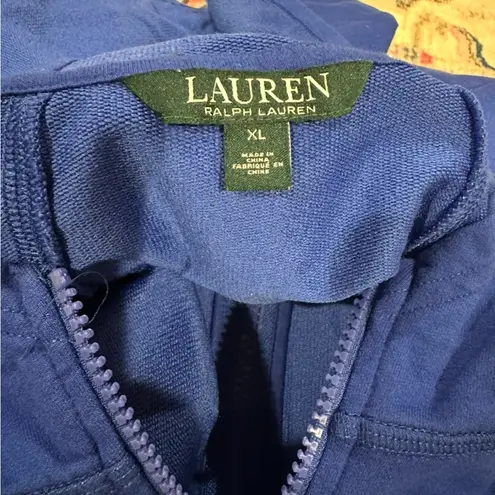 LAUREN
RALPH LAUREN
XL
MADE IN
CHINA
FABRIQUÉ EN
CHINE